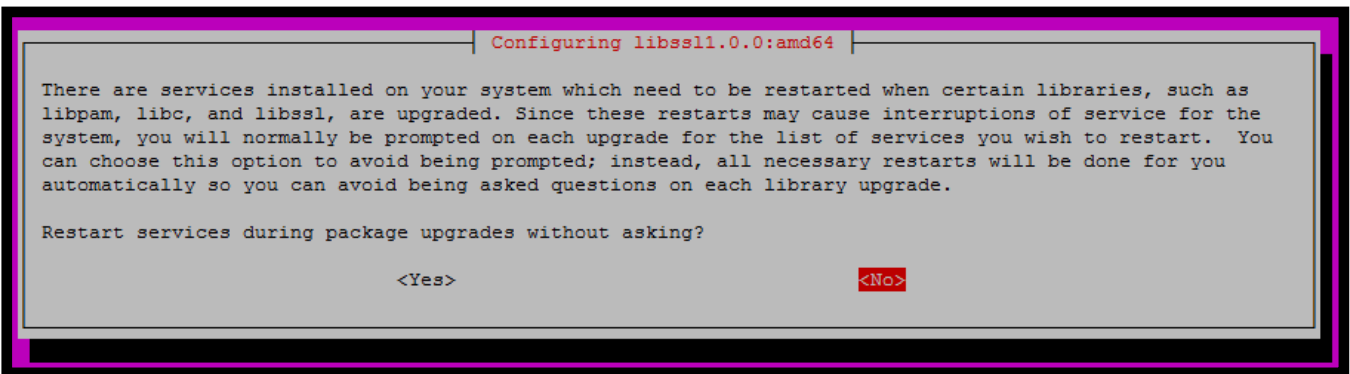 Configuring libssl1.0.0:amd64
There are services installed on your system which need to be restarted when certain libraries, such as
libpam, libc, and libssl, are upgraded. Since these restarts may cause interruptions of service for the
system, you will normally be prompted on each upgrade for the list of services you wish to restart.  You
can choose this option to avoid being prompted; instead, all necessary restarts will be done for you
automatically so you can avoid being asked questions on each library upgrade.
Restart services during package upgrades without asking?
<Yes> <No>